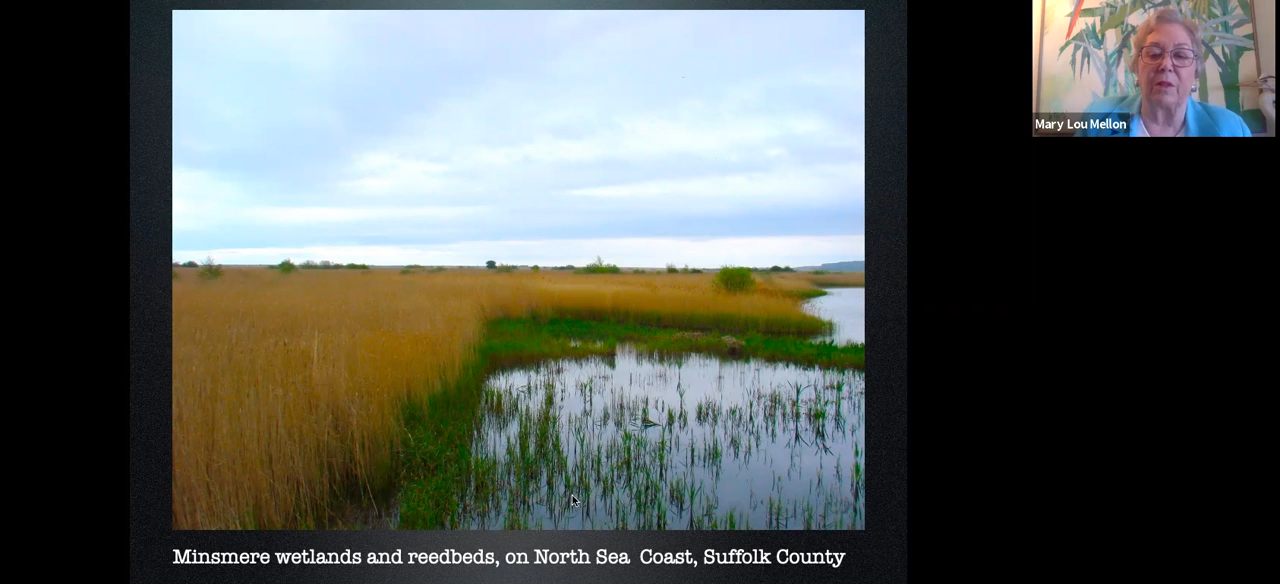 Mary Lou Mellon
Minsmere wetlands and reedbeds, on North Sea  Coast, Suffolk County